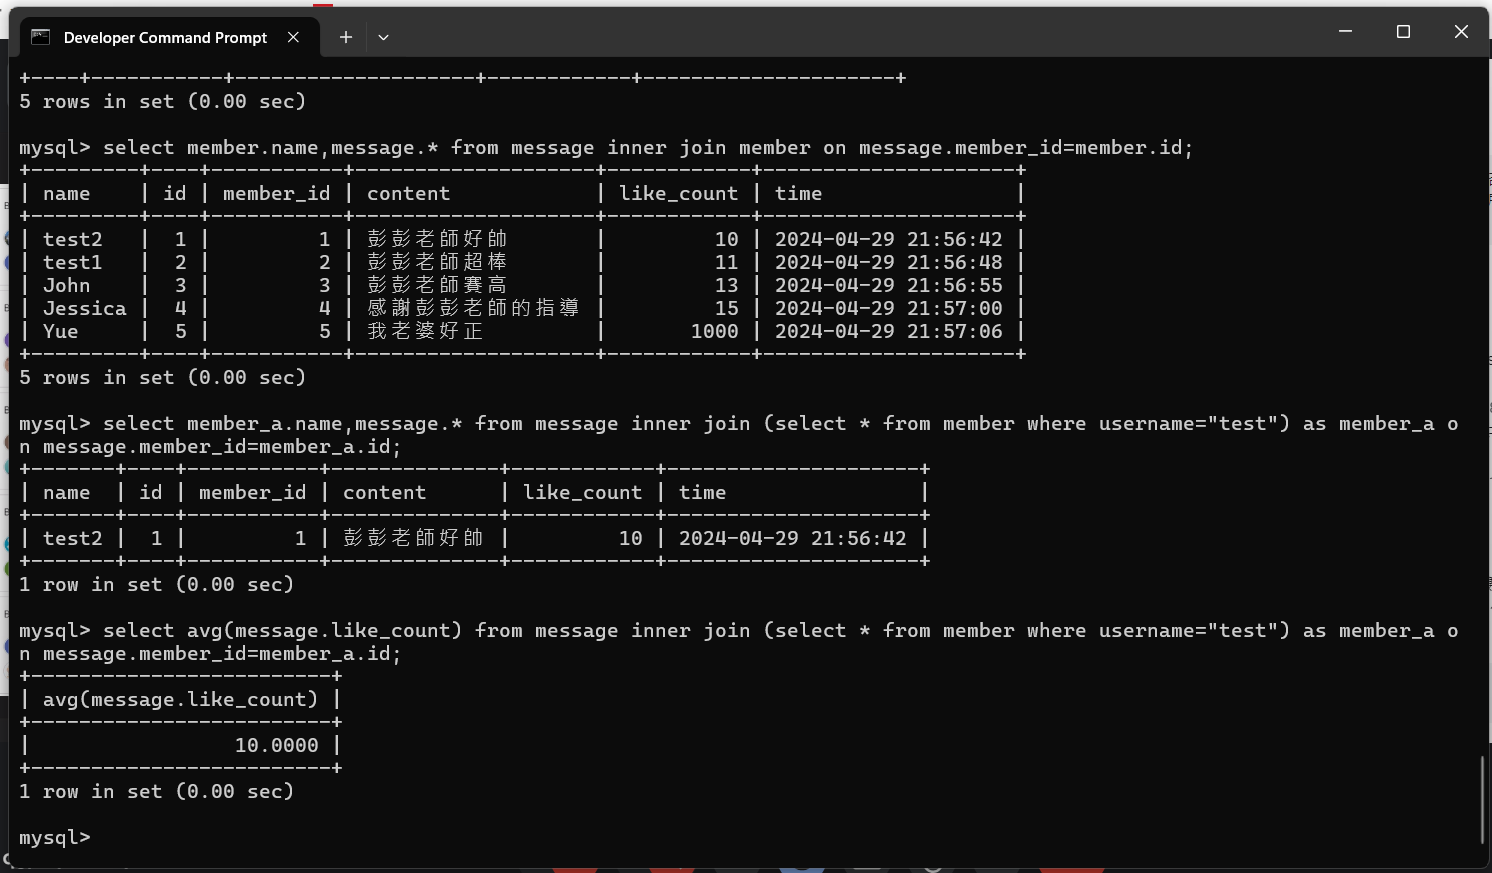 Developer Command Prompt
+----+-----------+--------------------+------------+---------------------+
5 rows in set (0.00 sec)
mysql> select member.name,message.* from message inner join member on message.member_id=member.id;
+---------+----+-----------+--------------------+------------+---------------------+
| name    | id | member_id | content            | like_count | time                |
+---------+----+-----------+--------------------+------------+---------------------+
| test2   |  1 |         1 | 彭彭老師好帥       |         10 | 2024-04-29 21:56:42 |
| test1   |  2 |         2 | 彭彭老師超棒       |         11 | 2024-04-29 21:56:48 |
| John    |  3 |         3 | 彭彭老師賽高       |         13 | 2024-04-29 21:56:55 |
| Jessica |  4 |         4 | 感謝彭彭老師的指導 |         15 | 2024-04-29 21:57:00 |
| Yue     |  5 |         5 | 我老婆好正         |       1000 | 2024-04-29 21:57:06 |
+---------+----+-----------+--------------------+------------+---------------------+
5 rows in set (0.00 sec)
mysql> select member_a.name,message.* from message inner join (select * from member where username="test") as member_a o
n message.member_id=member_a.id;
+-------+----+-----------+--------------+------------+---------------------+
| name  | id | member_id | content      | like_count | time                |
+-------+----+-----------+--------------+------------+---------------------+
| test2 |  1 |         1 | 彭彭老師好帥 |         10 | 2024-04-29 21:56:42 |
+-------+----+-----------+--------------+------------+---------------------+
1 row in set (0.00 sec)
mysql> select avg(message.like_count) from message inner join (select * from member where username="test") as member_a o
n message.member_id=member_a.id;
+-------------------------+
| avg(message.like_count) |
+-------------------------+
|                 10.0000 |
+-------------------------+
1 row in set (0.00 sec)
mysql>